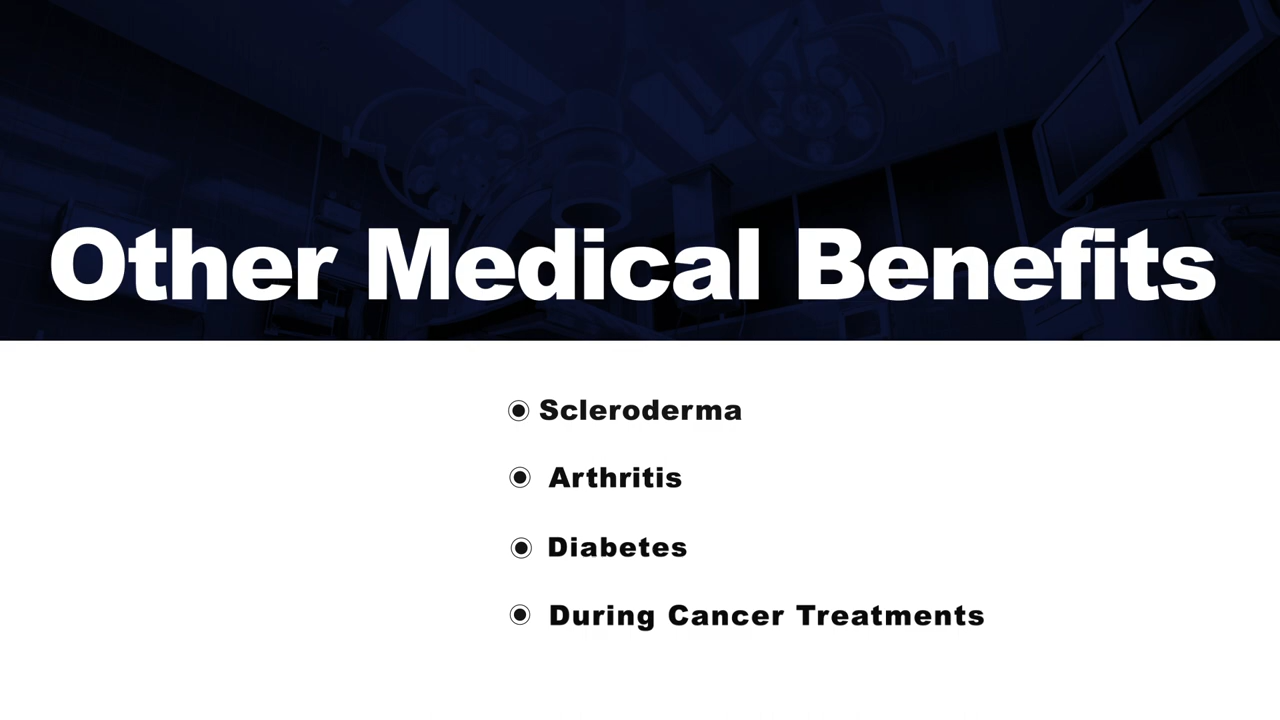 Other Medical Benefits
Scleroderma
Arthritis
Diabetes
During Cancer Treatments